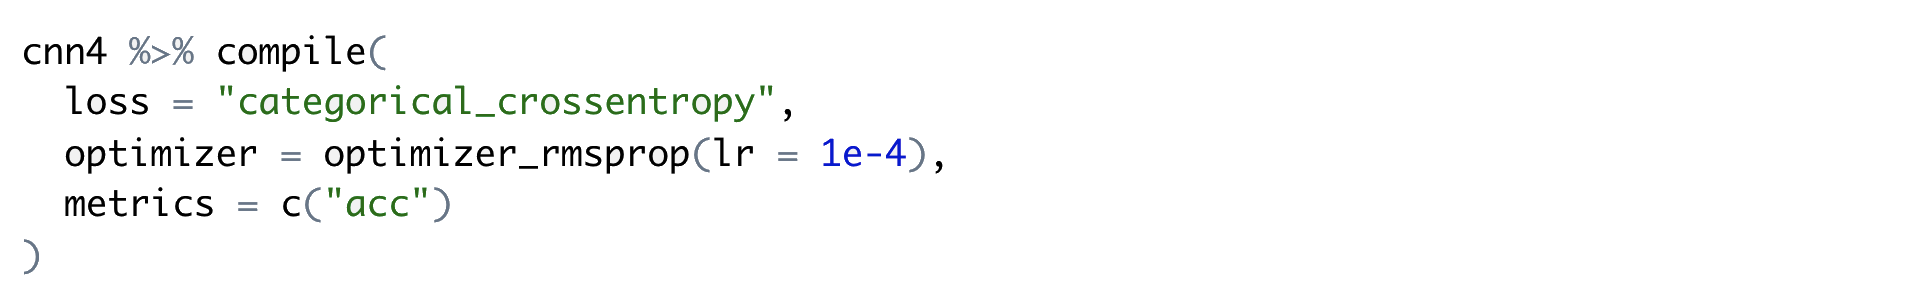 cnn4 %>% compile(
  loss = "categorical_crossentropy",
  optimizer = optimizer_rmsprop(lr = 1e-4),
  metrics = c("acc")
)